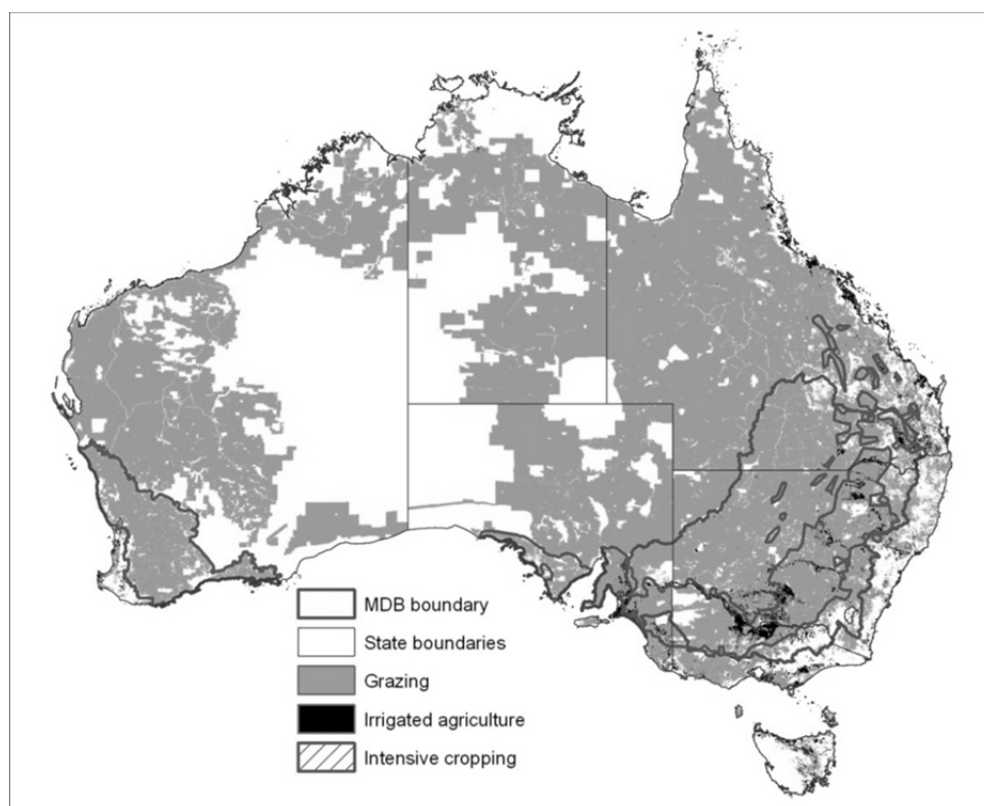 MDB boundary
State boundaries
Grazing
Irrigated agriculture
Intensive cropping